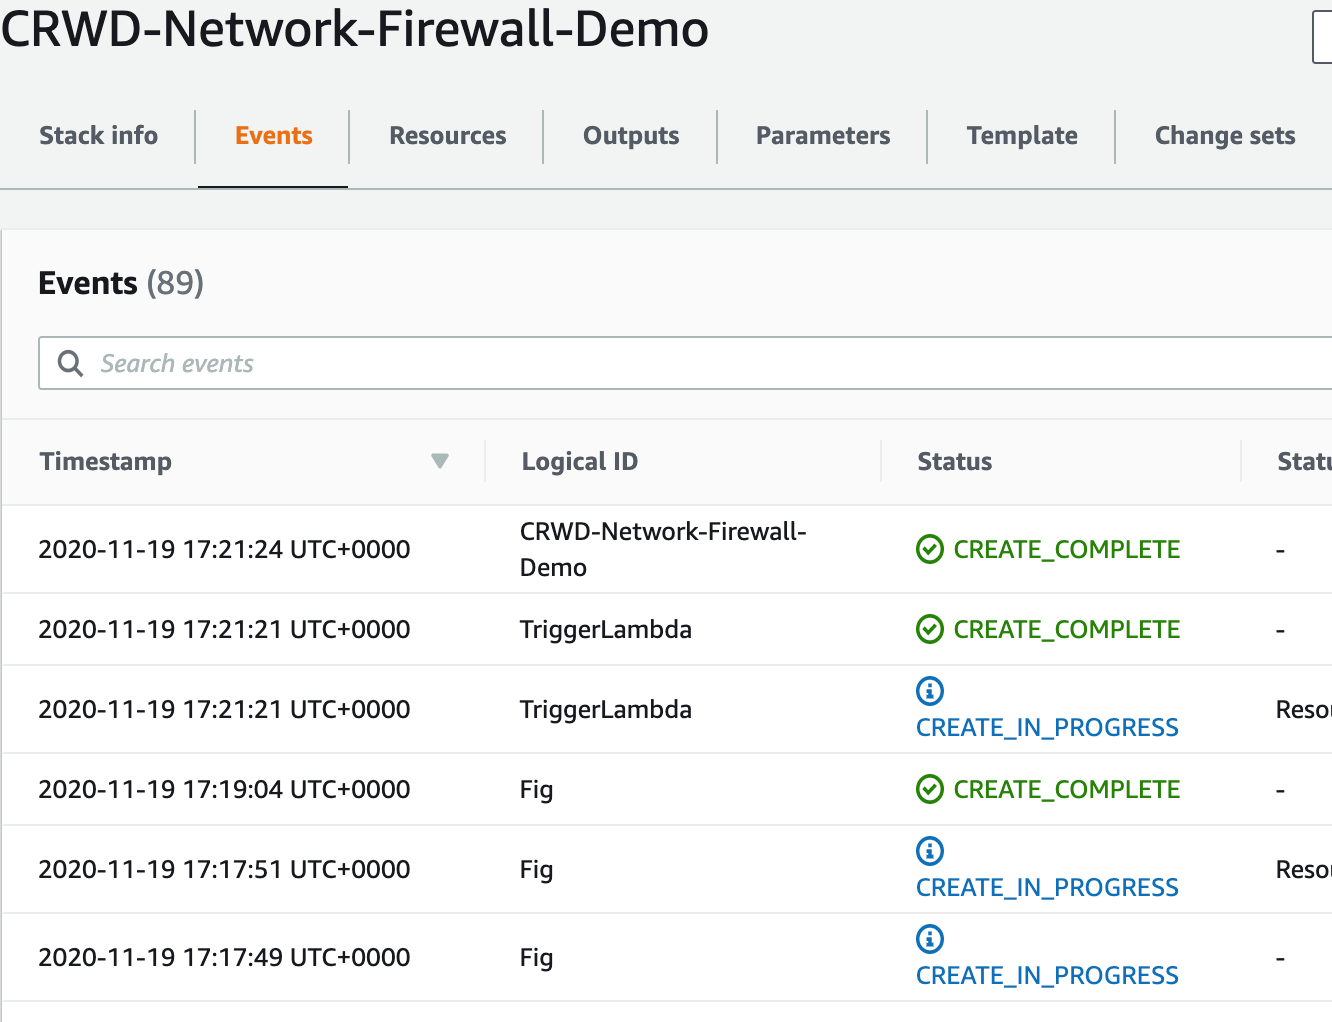 CRWD-Network-Firewall-Demo
Stack info Events Resources Outputs Parameters Template Change sets
Events (89)
Search events
Timestamp Logical ID Status
2020-11-19 17:21:24 UTC+0000 CRWD-Network-Firewall-
Demo CREATE_COMPLETE -
2020-11-19 17:21:21 UTC+0000 TriggerLambda CREATE_COMPLETE -
2020-11-19 17:21:21 UTC+0000 TriggerLambda CREATE_IN_PROGRESS
2020-11-19 17:19:04 UTC+0000 Fig CREATE_COMPLETE -
2020-11-19 17:17:51 UTC+0000 Fig CREATE_IN_PROGRESS
2020-11-19 17:17:49 UTC+0000 Fig CREATE_IN_PROGRESS -